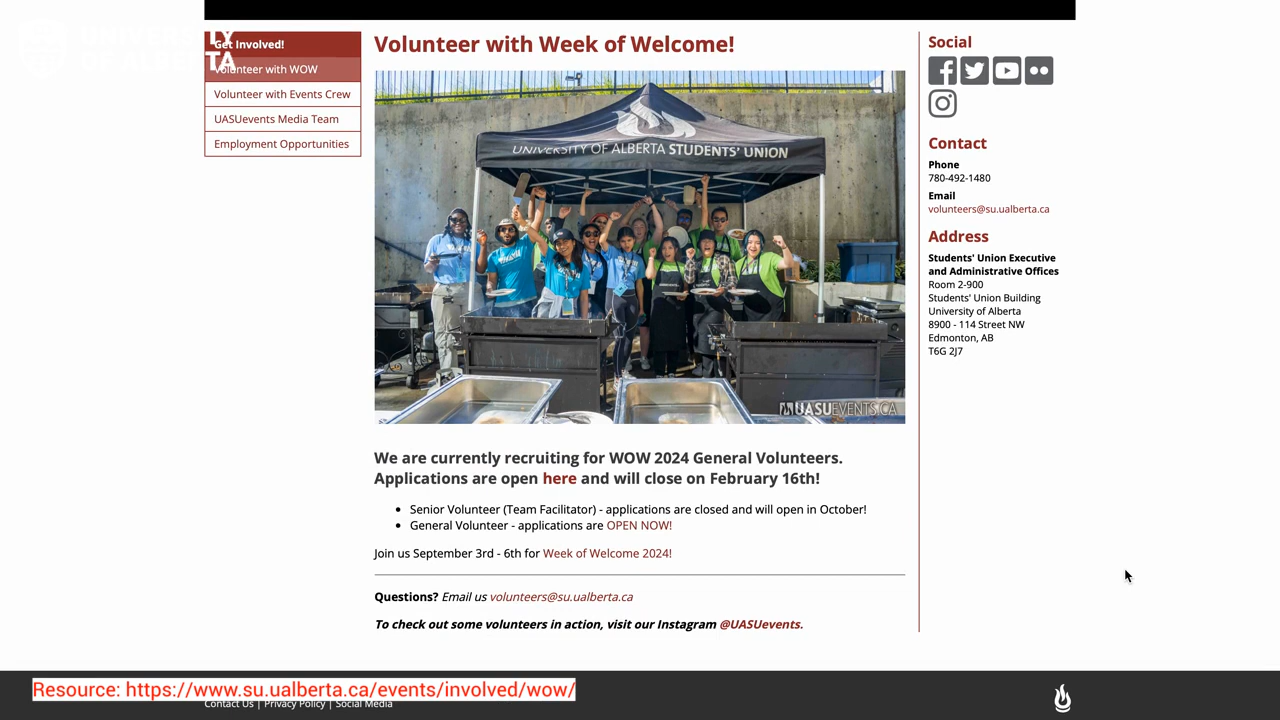 UNIVERSITY
OF ALBERTA
Get Involved!
Volunteer with WOW
Volunteer with Events Crew
UASUevents Media Team
Employment Opportunities
Volunteer with Week of Welcome!
UNIVERSITY OF ALBERTA STUDENTS' UNION
UASUEVENTS.CA
We are currently recruiting for WOW 2024 General Volunteers.
Applications are open here and will close on February 16th!
Senior Volunteer (Team Facilitator) - applications are closed and will open in October!
General Volunteer - applications are OPEN NOW!
Join us September 3rd - 6th for Week of Welcome 2024!
Questions? Email us volunteers@su.ualberta.ca
To check out some volunteers in action, visit our Instagram @UASUevents.
Social
Contact
Phone
780-492-1480
Email
volunteers@su.ualberta.ca
Address
Students' Union Executive
and Administrative Offices
Room 2-900
Students' Union Building
University of Alberta
8900 - 114 Street NW
Edmonton, AB
T6G 2J7
Resource: https://www.su.ualberta.ca/events/involved/wow/
Contact Us | Privacy Policy | Social Media